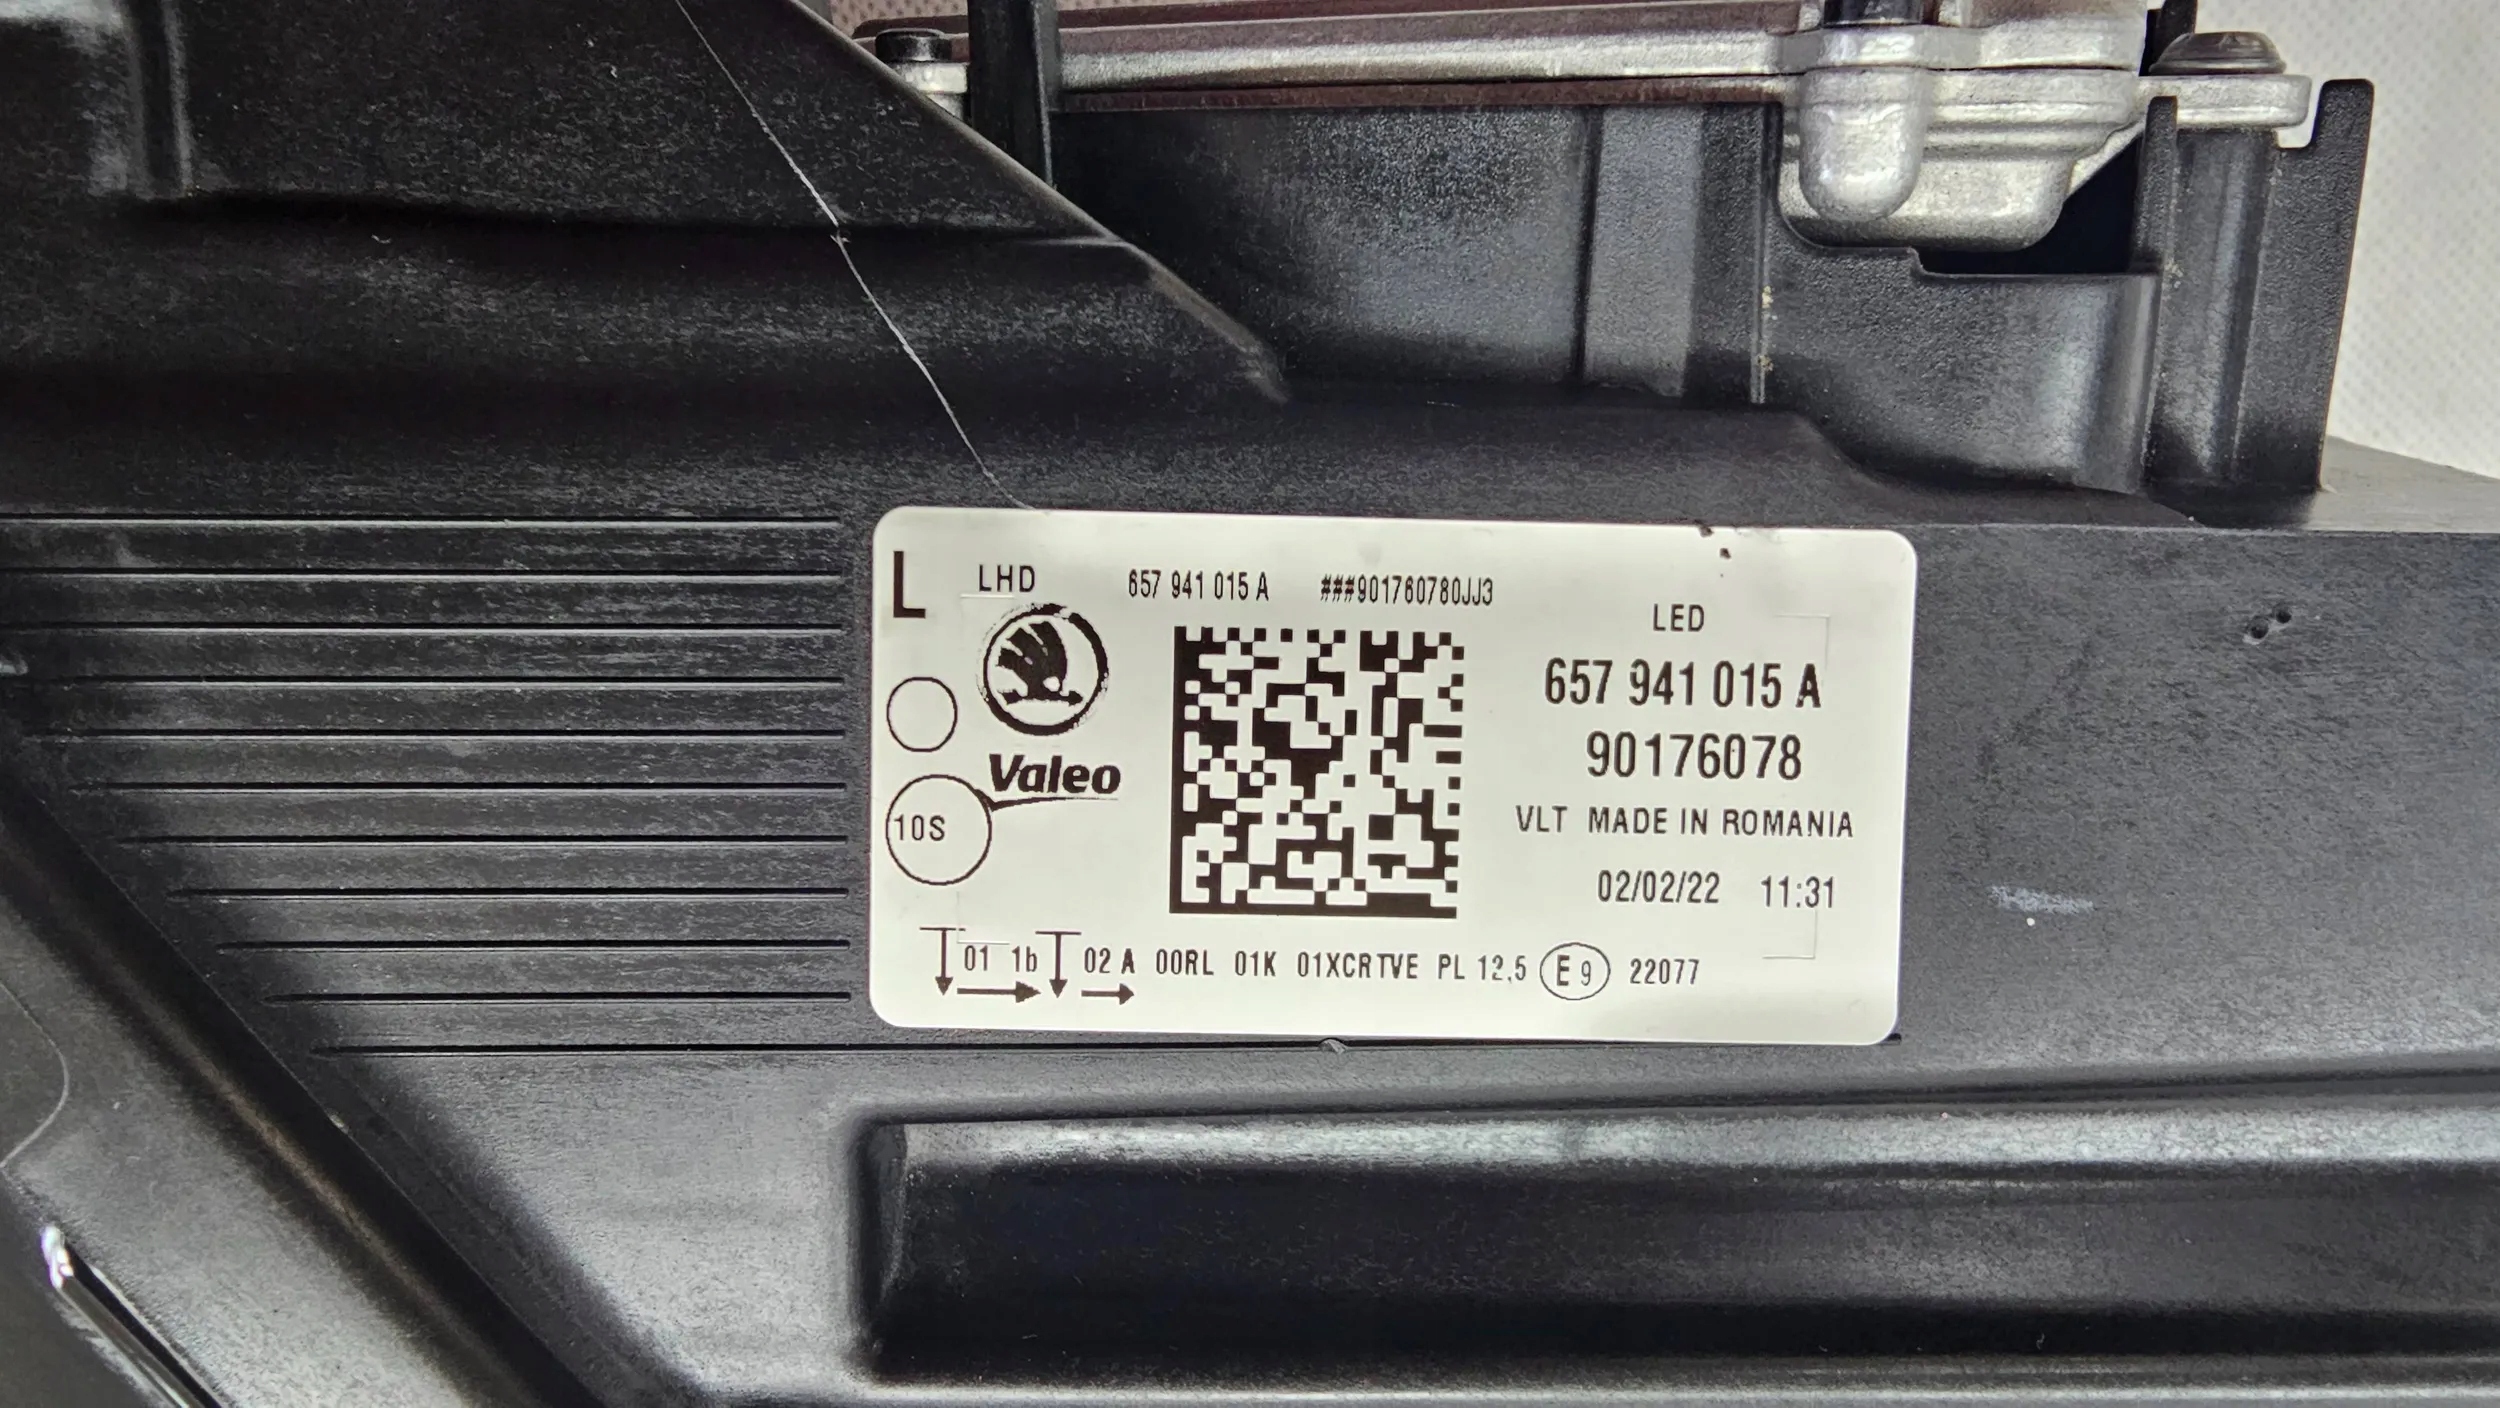 L LHD 657 941 015 A ###901760780JJ3
LED
657 941 015 A
90176078
Valeo
VLT MADE IN ROMANIA
10S
02/02/22 11:31
01 1b 02 A 00RL 01K 01XCRTVE PL 12.5 E9 22077